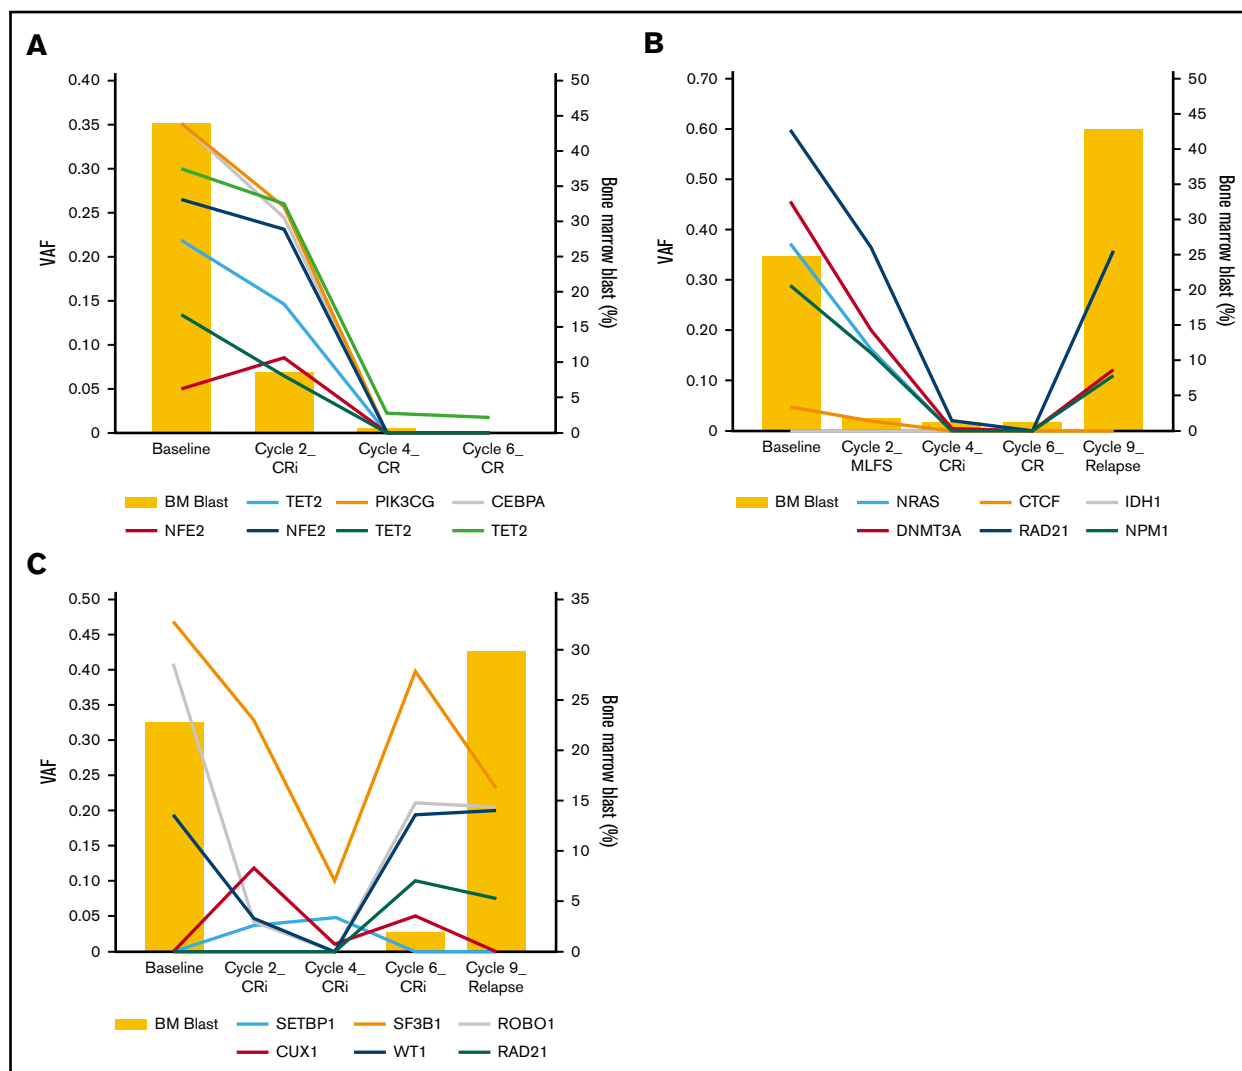 A
0.40
0.35
0.30
0.25
0.20
0.15
0.10
0.05
0
VAF
50
45
40
35
30
25
20
15
10
5
0
Bone marrow blast (%)
Baseline
Cycle 2_
CRi
Cycle 4_
CR
Cycle 6_
CR
BM Blast TET2 PIK3CG CEBPA
NFE2 NFE2 TET2 TET2
B
0.70
0.60
0.50
0.40
0.30
0.20
0.10
0
VAF
50
45
40
35
30
25
20
15
10
5
0
Bone marrow blast (%)
Baseline
Cycle 2_
MLFS
Cycle 4_
CRi
Cycle 6_
CR
Cycle 9_
Relapse
BM Blast NRAS CTCF IDH1
DNMT3A RAD21 NPM1
C
0.50
0.45
0.40
0.35
0.30
0.25
0.20
0.15
0.10
0.05
0
VAF
35
30
25
20
15
10
5
0
Bone marrow blast (%)
Baseline
Cycle 2_
CRi
Cycle 4_
CRi
Cycle 6_
CRi
Cycle 9_
Relapse
BM Blast SETBP1 SF3B1 ROBO1
CUX1 WT1 RAD21